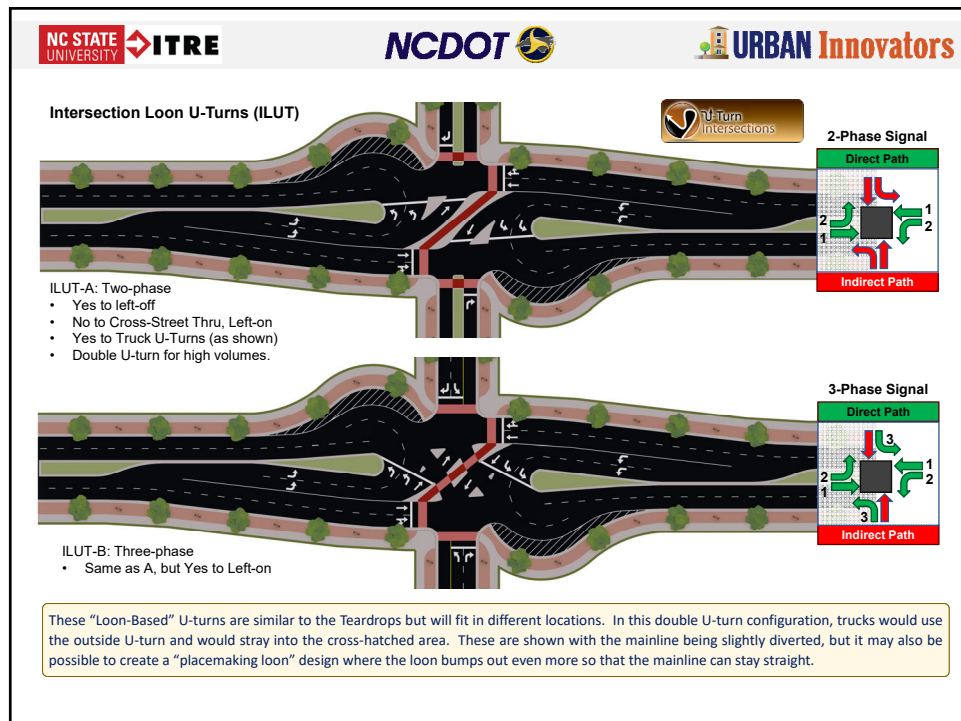 NC STATE
UNIVERSITY
ITRE
NCDOT
URBAN Innovators
Intersection Loon U-Turns (ILUT)
U-Turn
Intersections
2-Phase Signal
Direct Path
2
1
1
2
Indirect Path
ILUT-A: Two-phase
• Yes to left-off
• No to Cross-Street Thru, Left-on
• Yes to Truck U-Turns (as shown)
• Double U-turn for high volumes.
3-Phase Signal
Direct Path
3
2
1
1
2
3
Indirect Path
ILUT-B: Three-phase
• Same as A, but Yes to Left-on
These “Loon-Based” U-turns are similar to the Teardrops but will fit in different locations. In this double U-turn configuration, trucks would use
the outside U-turn and would stray into the cross-hatched area. These are shown with the mainline being slightly diverted, but it may also be
possible to create a “placemaking loon” design where the loon bumps out even more so that the mainline can stay straight.